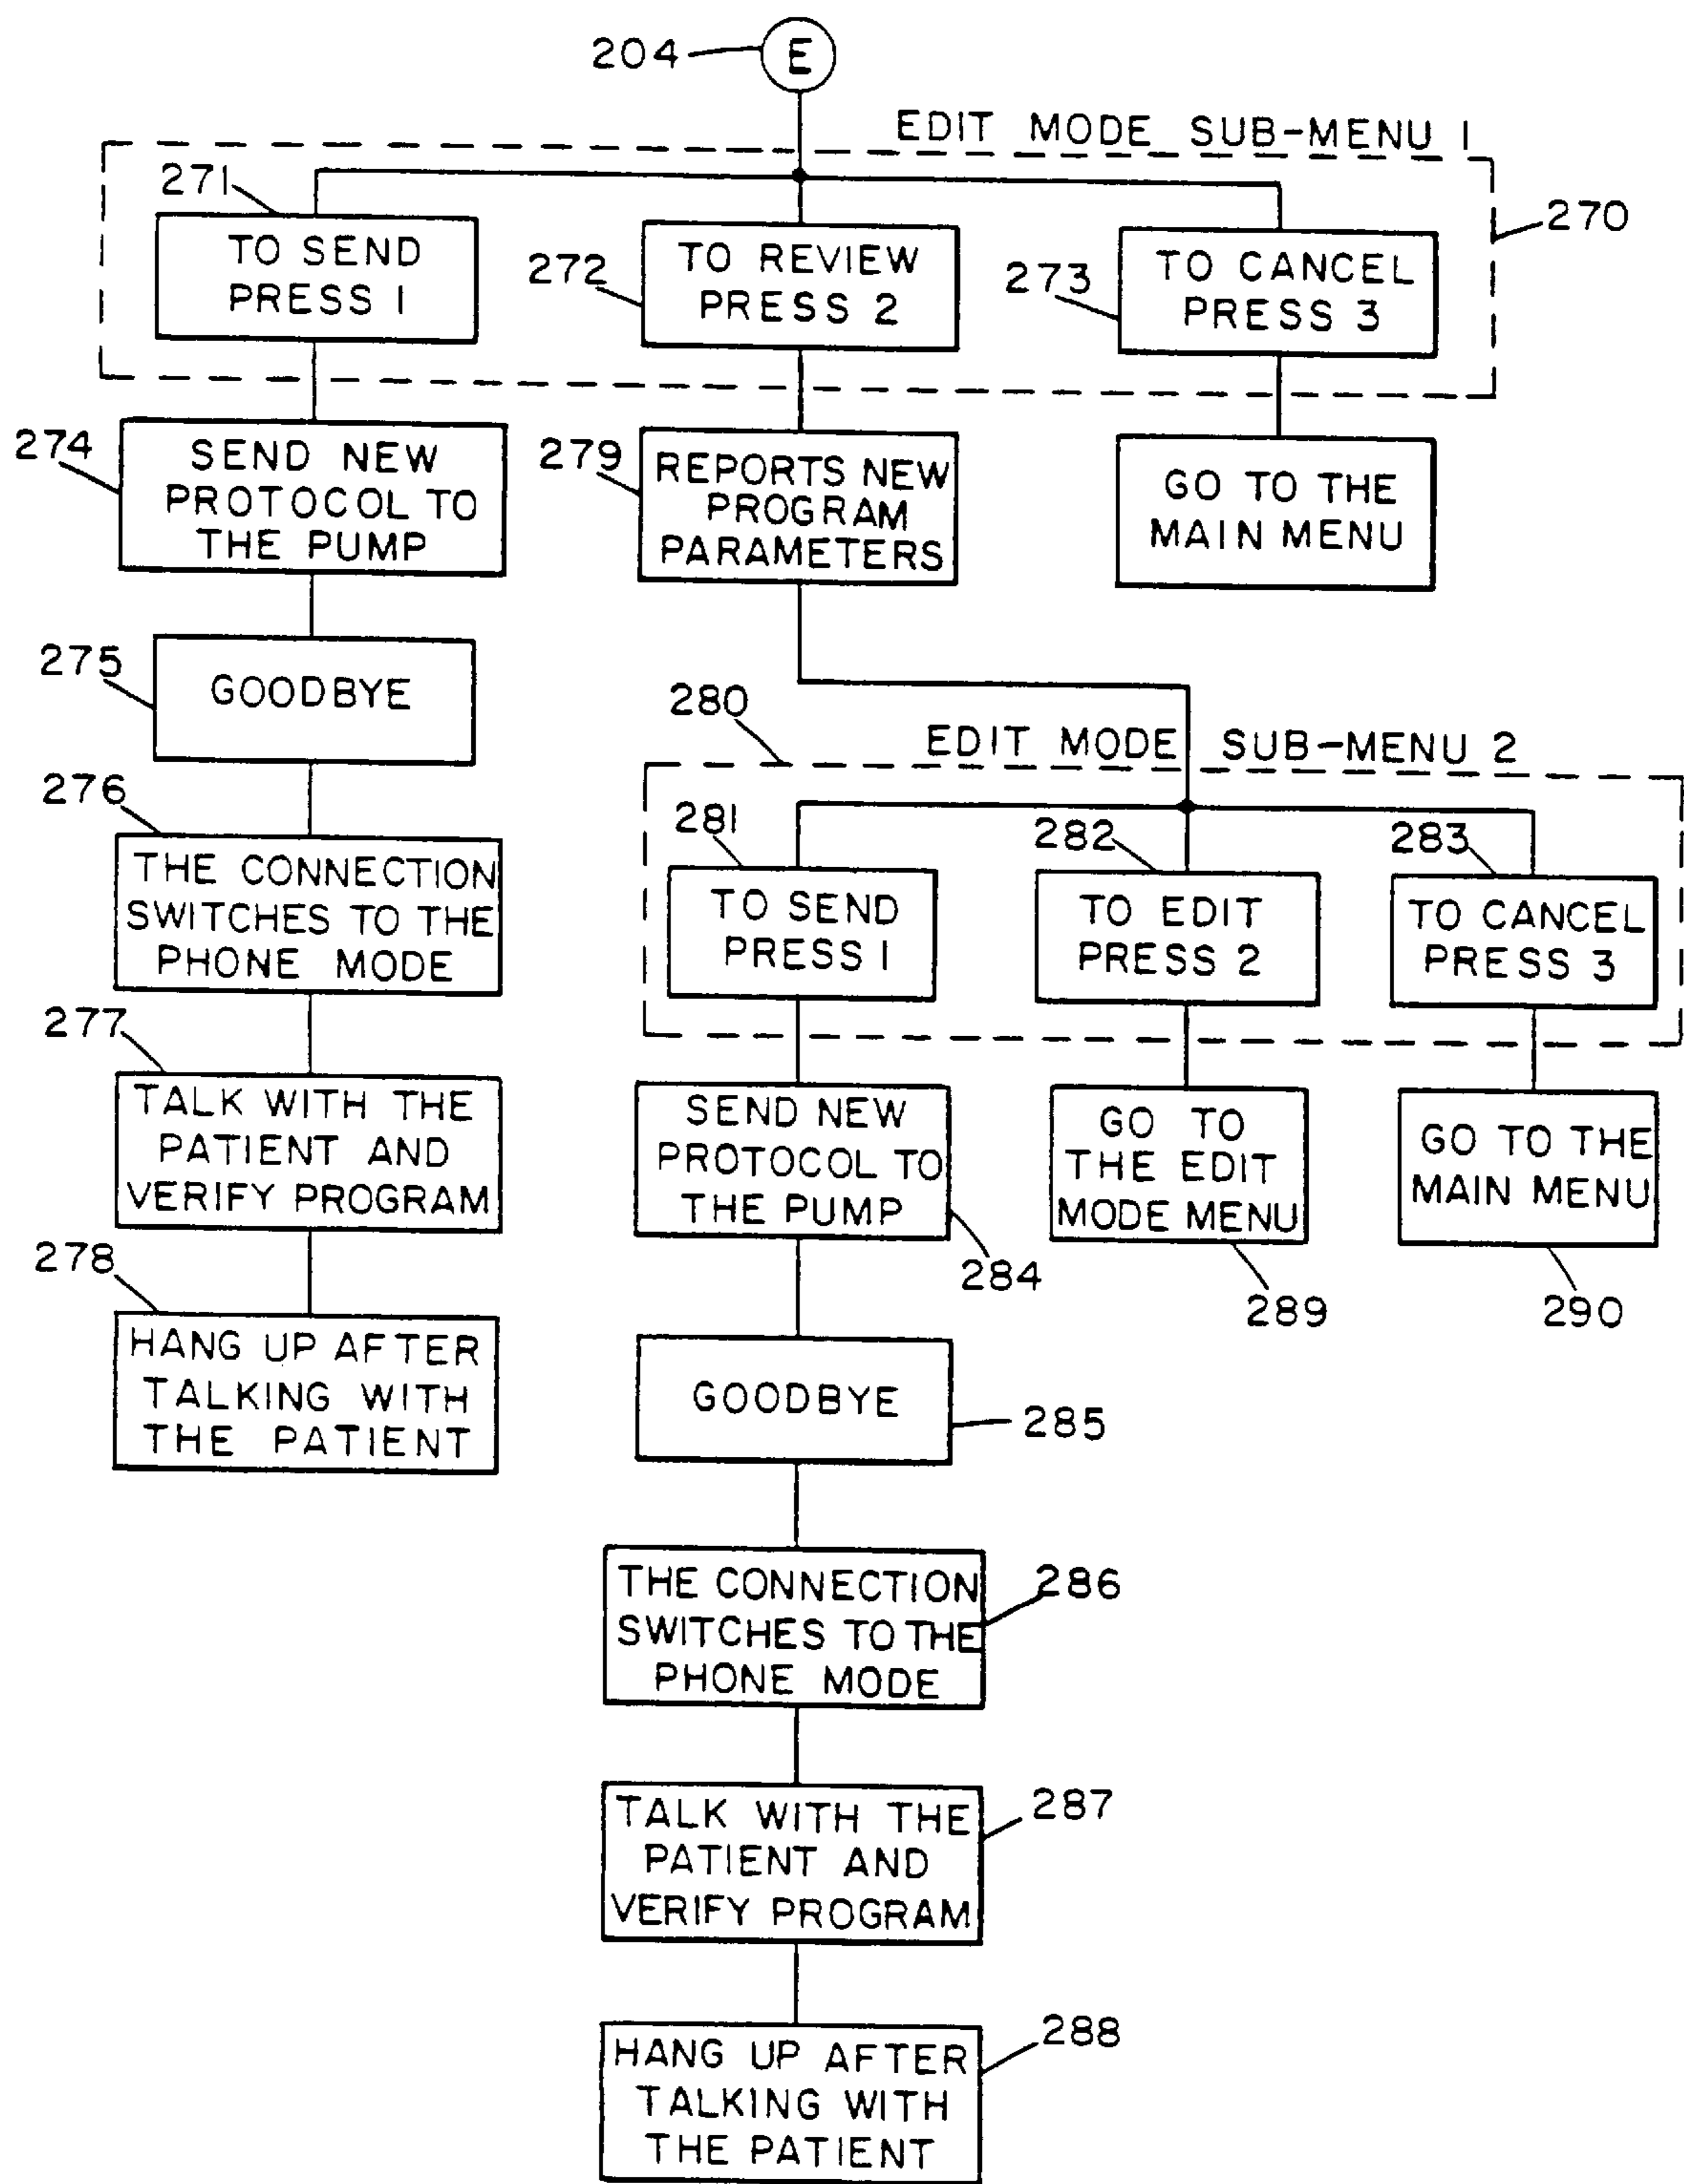 204
E
EDIT MODE SUB-MENU 1
271
TO SEND
PRESS 1
272
TO REVIEW
PRESS 2
273
TO CANCEL
PRESS 3
270
274
SEND NEW
PROTOCOL TO
THE PUMP
279
REPORTS NEW
PROGRAM
PARAMETERS
GO TO THE
MAIN MENU
275
GOODBYE
280
EDIT MODE SUB-MENU 2
276
THE CONNECTION
SWITCHES TO THE
PHONE MODE
281
TO SEND
PRESS 1
282
TO EDIT
PRESS 2
283
TO CANCEL
PRESS 3
277
TALK WITH THE
PATIENT AND
VERIFY PROGRAM
SEND NEW
PROTOCOL TO
THE PUMP
284
GO TO
THE EDIT
MODE MENU
289
GO TO THE
MAIN MENU
290
278
HANG UP AFTER
TALKING WITH
THE PATIENT
GOODBYE
285
THE CONNECTION
SWITCHES TO THE
PHONE MODE
286
TALK WITH THE
PATIENT AND
VERIFY PROGRAM
287
HANG UP AFTER
TALKING WITH
THE PATIENT
288